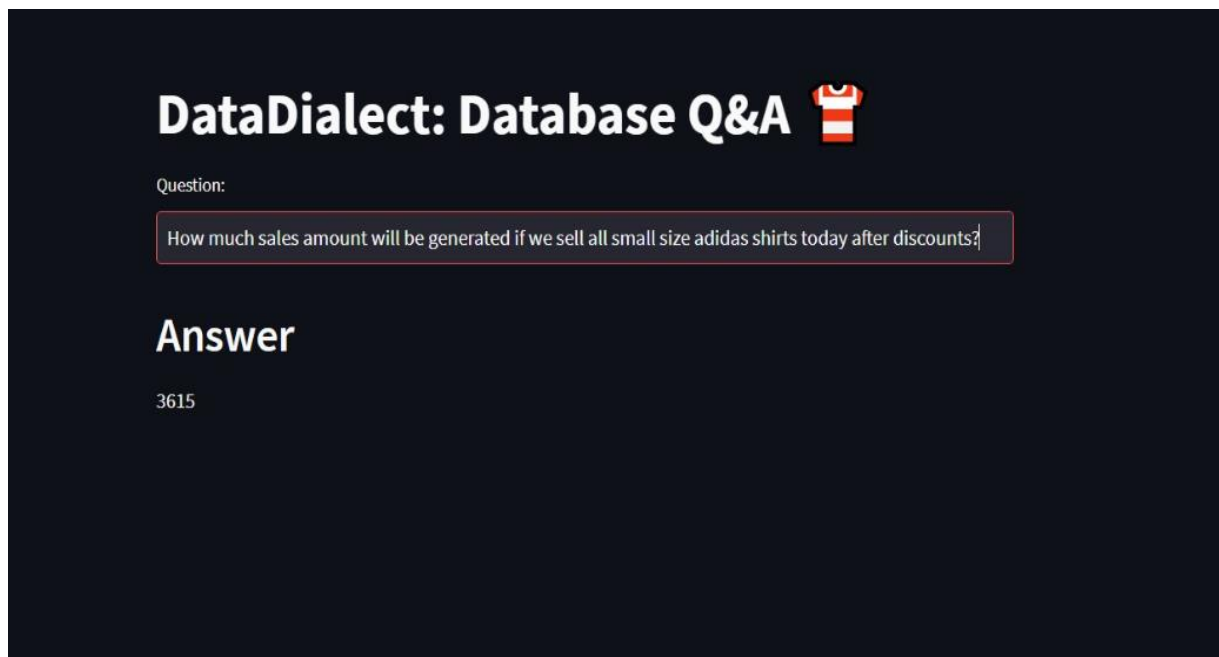 DataDialect: Database Q&A
Question:
How much sales amount will be generated if we sell all small size adidas shirts today after discounts?
Answer
3615